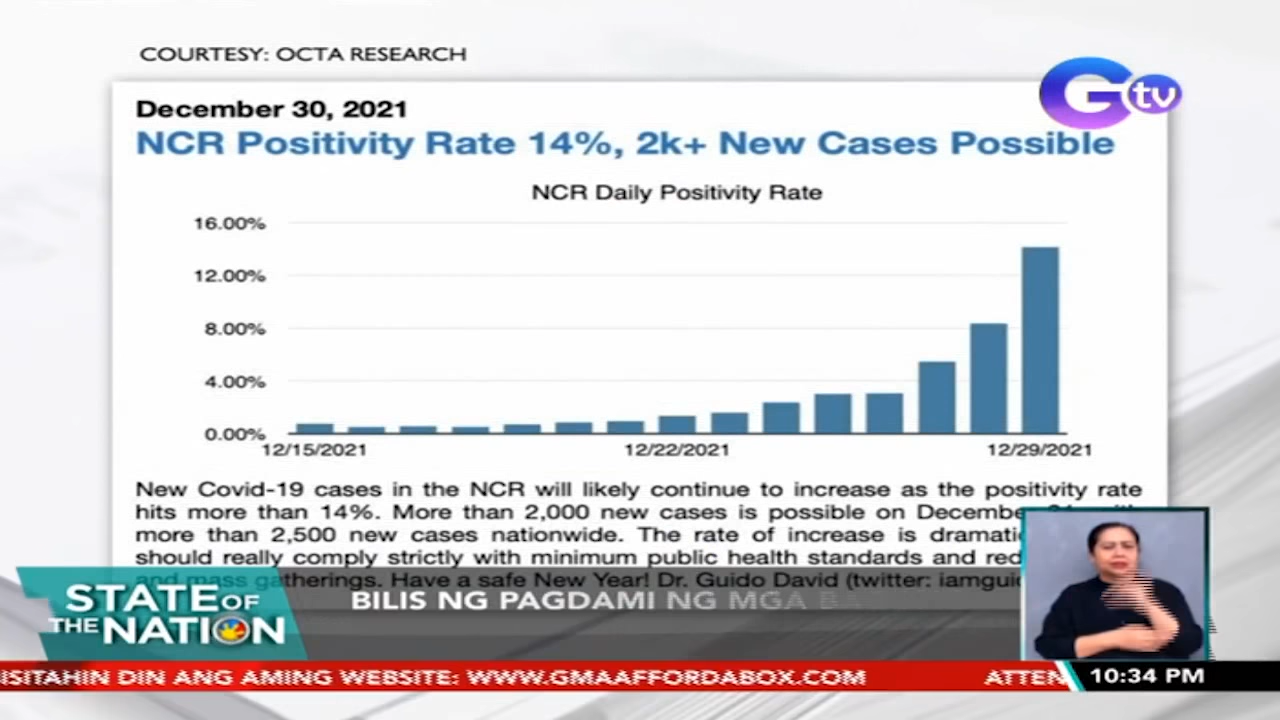 COURTESY: OCTA RESEARCH
G tv
December 30, 2021
NCR Positivity Rate 14%, 2k+ New Cases Possible
NCR Daily Positivity Rate
16.00%
12.00%
8.00%
4.00%
0.00%
12/15/2021
12/22/2021
12/29/2021
New Covid-19 cases in the NCR will likely continue to increase as the positivity rate
hits more than 14%. More than 2,000 new cases is possible on
more than 2,500 new cases nationwide. The rate of increase is
should really comply strictly with minimum public health standards and
and mass gatherings. Have a safe New Year! Dr. Guido David (twitter:
STATE OF
THE NATION
BILIS NG PAGDAMI NG MGA
ISITAHIN DIN ANG AMING WEBSITE: WWW.GMAAFFORDABOX.COM
ATTEN
10:34 PM